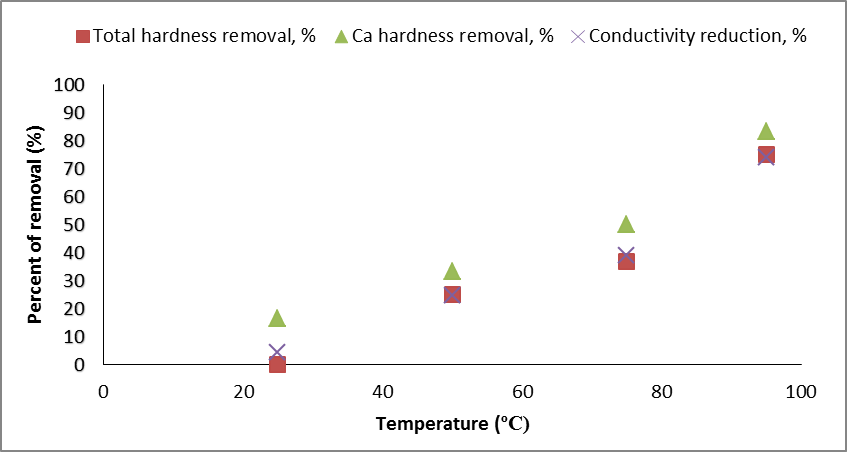 Total hardness removal, % Ca hardness removal, % Conductivity reduction, %
100
90
80
70
60
50
40
30
20
10
0
Percent of removal (%)
0 20 40 60 80 100
Temperature (°C)